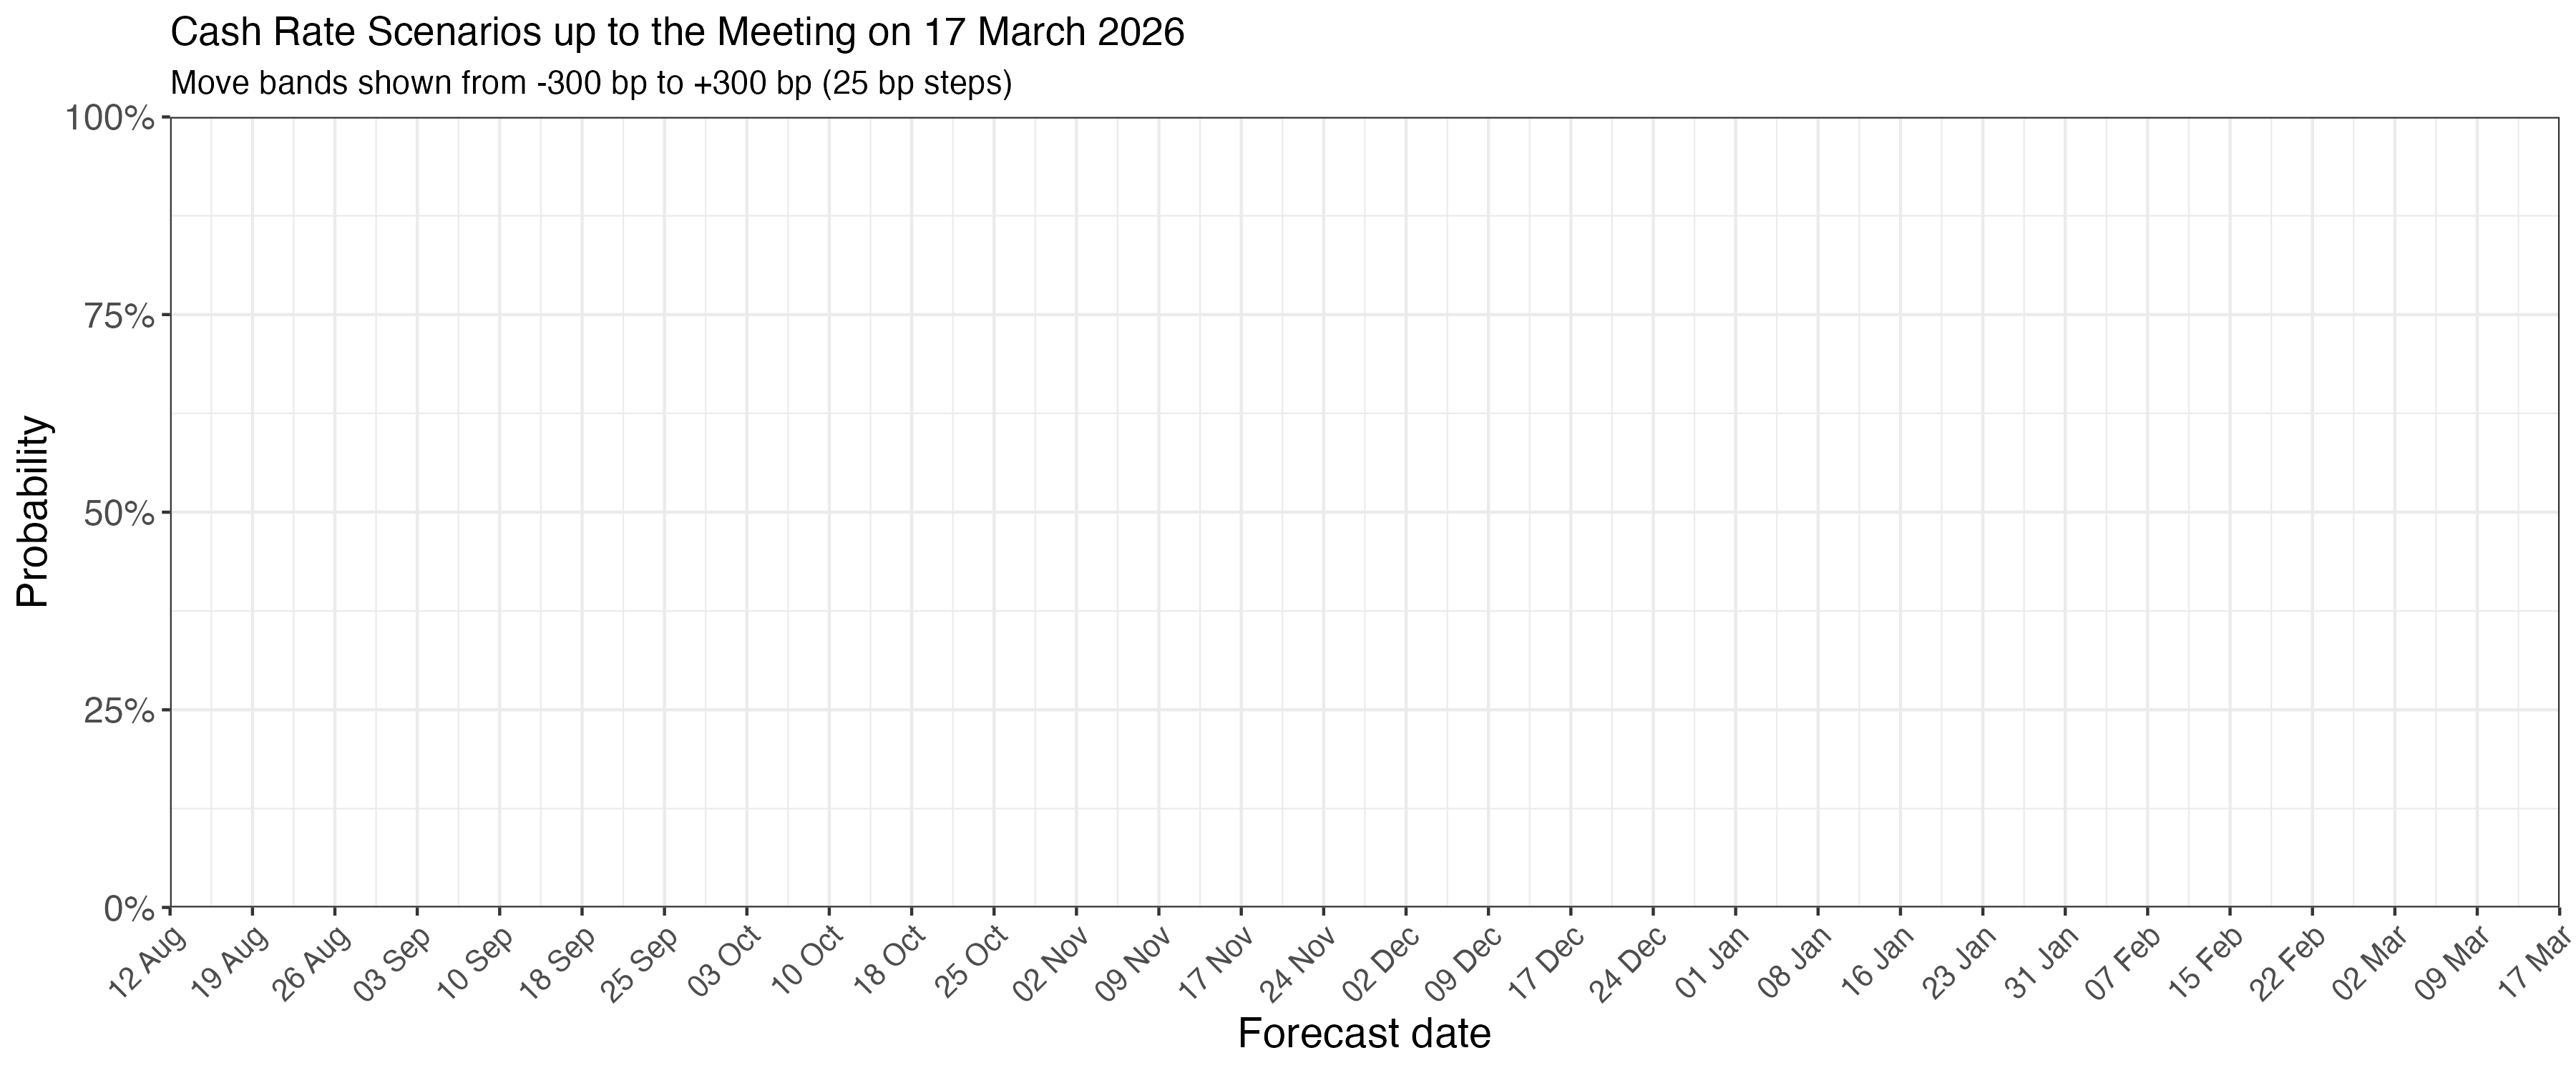 Cash Rate Scenarios up to the Meeting on 17 March 2026
Move bands shown from -300 bp to +300 bp (25 bp steps)
100%
75%
50%
25%
0%
Probability
12 Aug
19 Aug
26 Aug
03 Sep
10 Sep
18 Sep
25 Sep
03 Oct
10 Oct
18 Oct
25 Oct
02 Nov
09 Nov
17 Nov
24 Nov
02 Dec
09 Dec
17 Dec
24 Dec
01 Jan
08 Jan
16 Jan
23 Jan
31 Jan
07 Feb
15 Feb
22 Feb
02 Mar
09 Mar
17 Mar
Forecast date